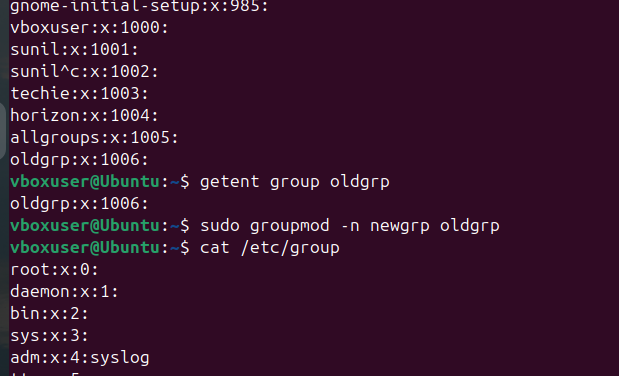 gnome-initial-setup:x:985:
vboxuser:x:1000:
sunil:x:1001:
sunil^c:x:1002:
techie:x:1003:
horizon:x:1004:
allgroups:x:1005:
oldgrp:x:1006:
vboxuser@Ubuntu:~$ getent group oldgrp
oldgrp:x:1006:
vboxuser@Ubuntu:~$ sudo groupmod -n newgrp oldgrp
vboxuser@Ubuntu:~$ cat /etc/group
root:x:0:
daemon:x:1:
bin:x:2:
sys:x:3:
adm:x:4:syslog